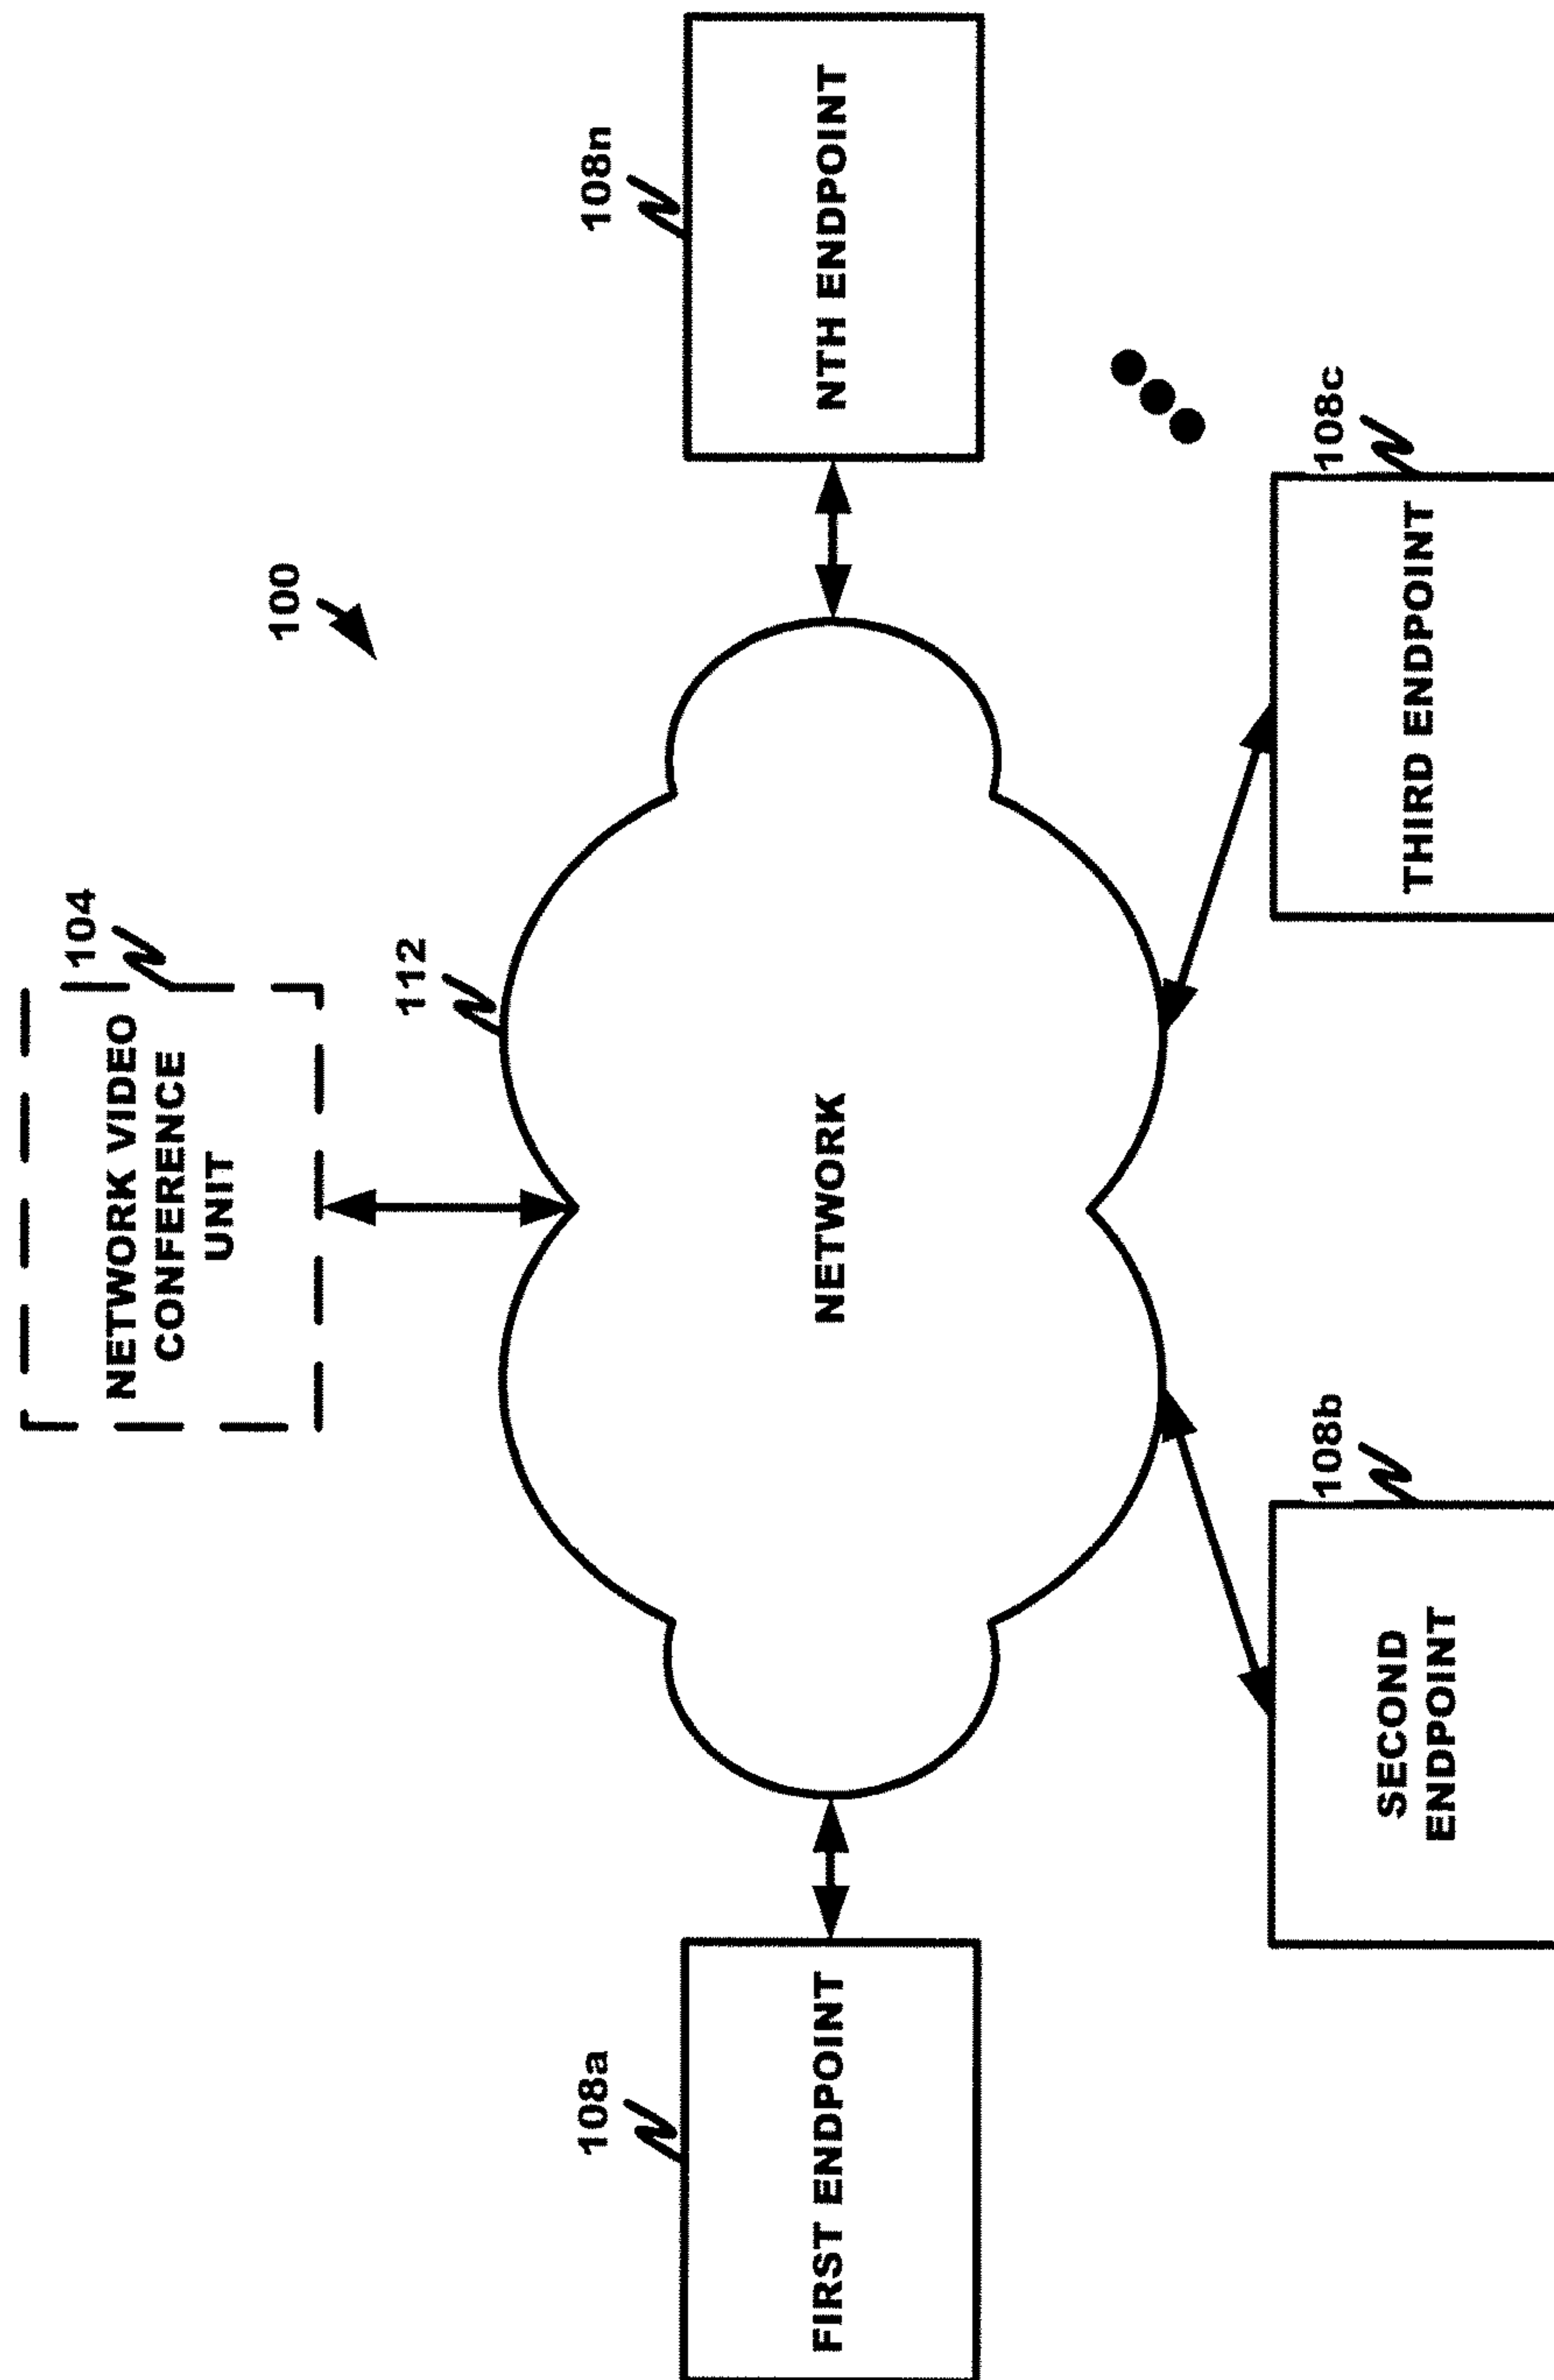 104
NETWORK VIDEO
CONFERENCE
UNIT
100
112
NETWORK
108a
FIRST ENDPOINT
108n
NTH ENDPOINT
108b
SECOND
ENDPOINT
108c
THIRD ENDPOINT